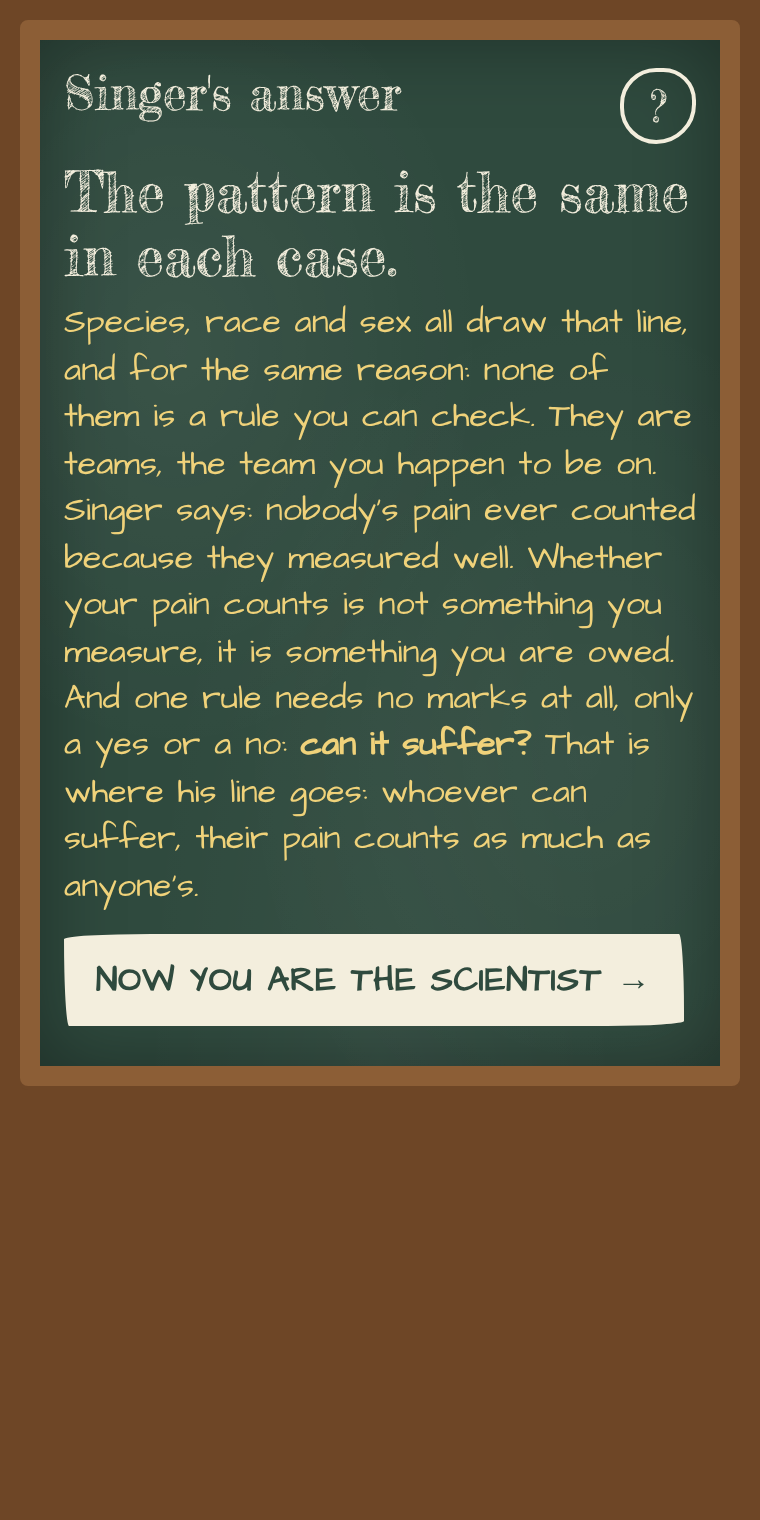 Singer's answer
?
The pattern is the same
in each case.
Species, race and sex all draw that line,
and for the same reason: none of
them is a rule you can check. They are
teams, the team you happen to be on.
Singer says: nobody's pain ever counted
because they measured well. Whether
your pain counts is not something you
measure, it is something you are owed.
And one rule needs no marks at all, only
a yes or a no: can it suffer? That is
where his line goes: whoever can
suffer, their pain counts as much as
anyone's.
NOW YOU ARE THE SCIENTIST →